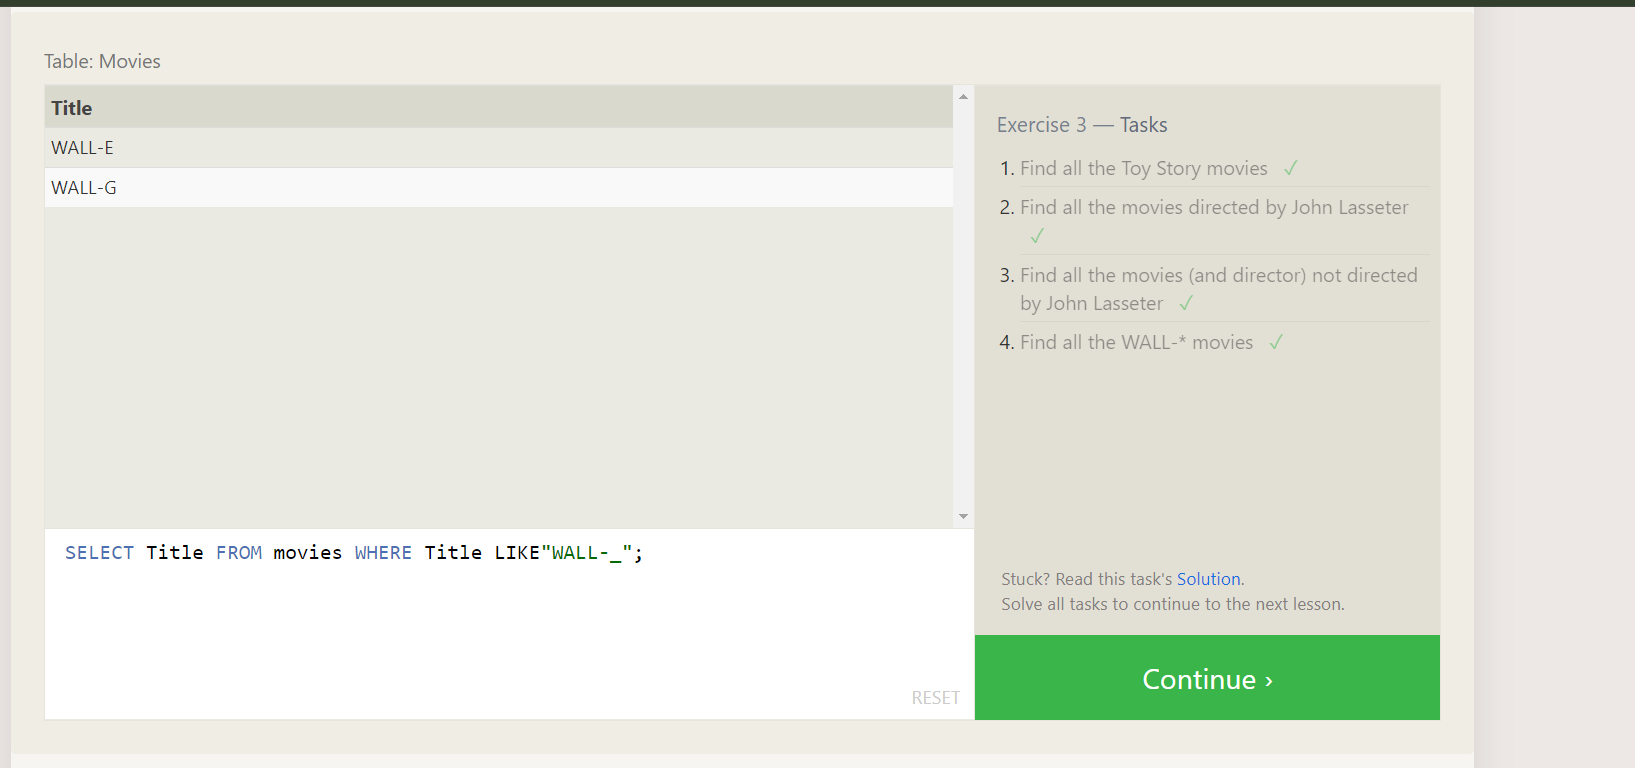 Table: Movies
Title
WALL-E
WALL-G
SELECT Title FROM movies WHERE Title LIKE"WALL-_";
RESET
Exercise 3 — Tasks
1. Find all the Toy Story movies ✓
2. Find all the movies directed by John Lasseter
✓
3. Find all the movies (and director) not directed
by John Lasseter ✓
4. Find all the WALL-* movies ✓
Stuck? Read this task's Solution.
Solve all tasks to continue to the next lesson.
Continue ›